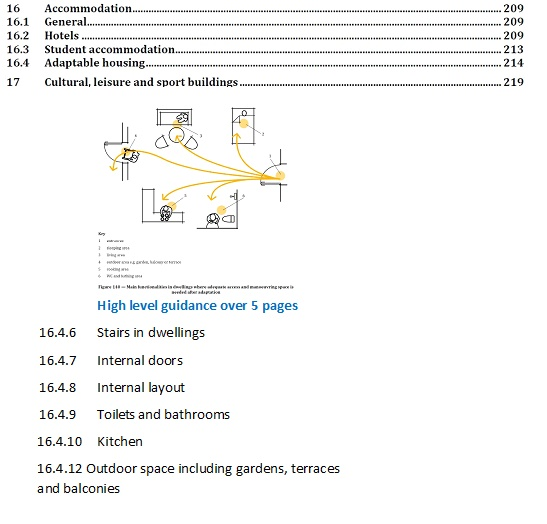 16 Accommodation 209
16.1 General 209
16.2 Hotels 209
16.3 Student accommodation 213
16.4 Adaptable housing 214
17 Cultural, leisure and sport buildings 219
Key
1 entrances
2 sleeping area
3 living area
4 outdoor area e.g. garden, balcony or terrace
5 cooking area
6 WC and bathing area
Figure 110 — Main functionalities in dwellings where adequate access and manoeuvring space is
needed after adaptation
High level guidance over 5 pages
16.4.6 Stairs in dwellings
16.4.7 Internal doors
16.4.8 Internal layout
16.4.9 Toilets and bathrooms
16.4.10 Kitchen
16.4.12 Outdoor space including gardens, terraces
and balconies